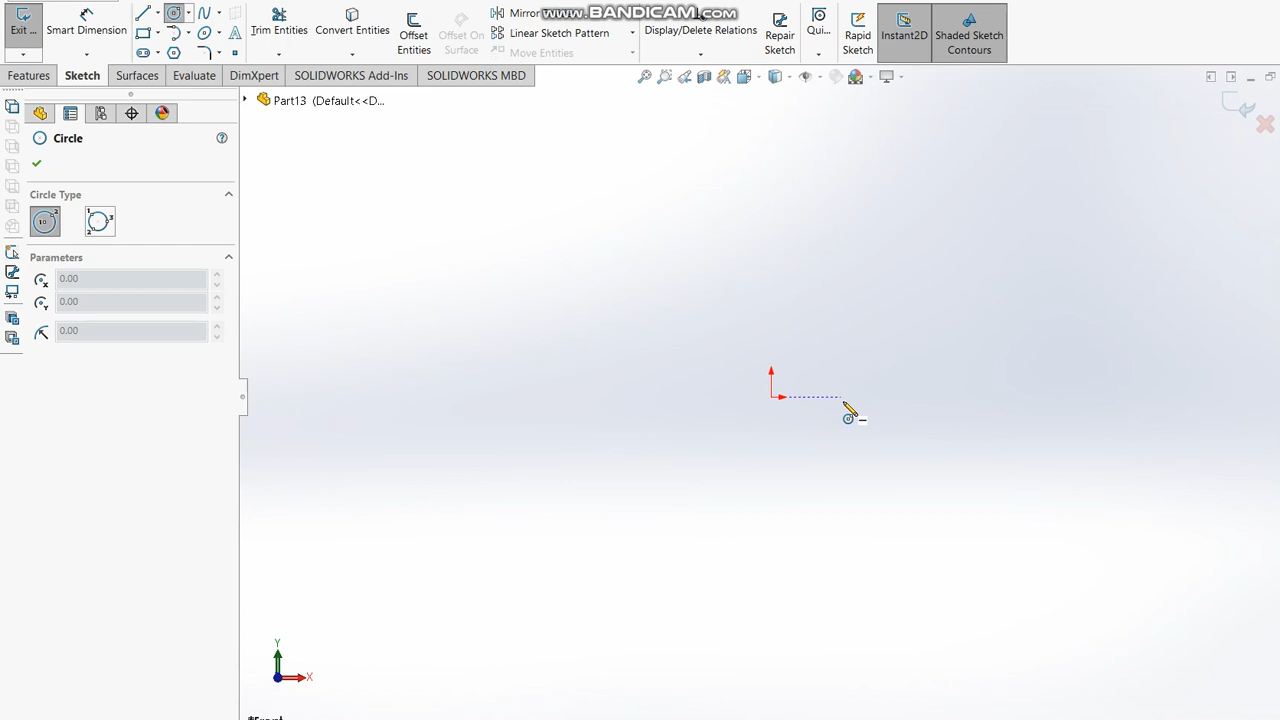 www.BANDICAM.com
Exit ...
Smart Dimension
Trim Entities
Convert Entities
Offset Entities
Offset On Surface
Mirror
Linear Sketch Pattern
Move Entities
Display/Delete Relations
Repair Sketch
Qui...
Rapid Sketch
Instant2D
Shaded Sketch Contours
Features
Sketch
Surfaces
Evaluate
DimXpert
SOLIDWORKS Add-Ins
SOLIDWORKS MBD
Part13 (Default<<D...
Circle
Circle Type
Parameters
0.00
0.00
0.00
Y
X
*Front